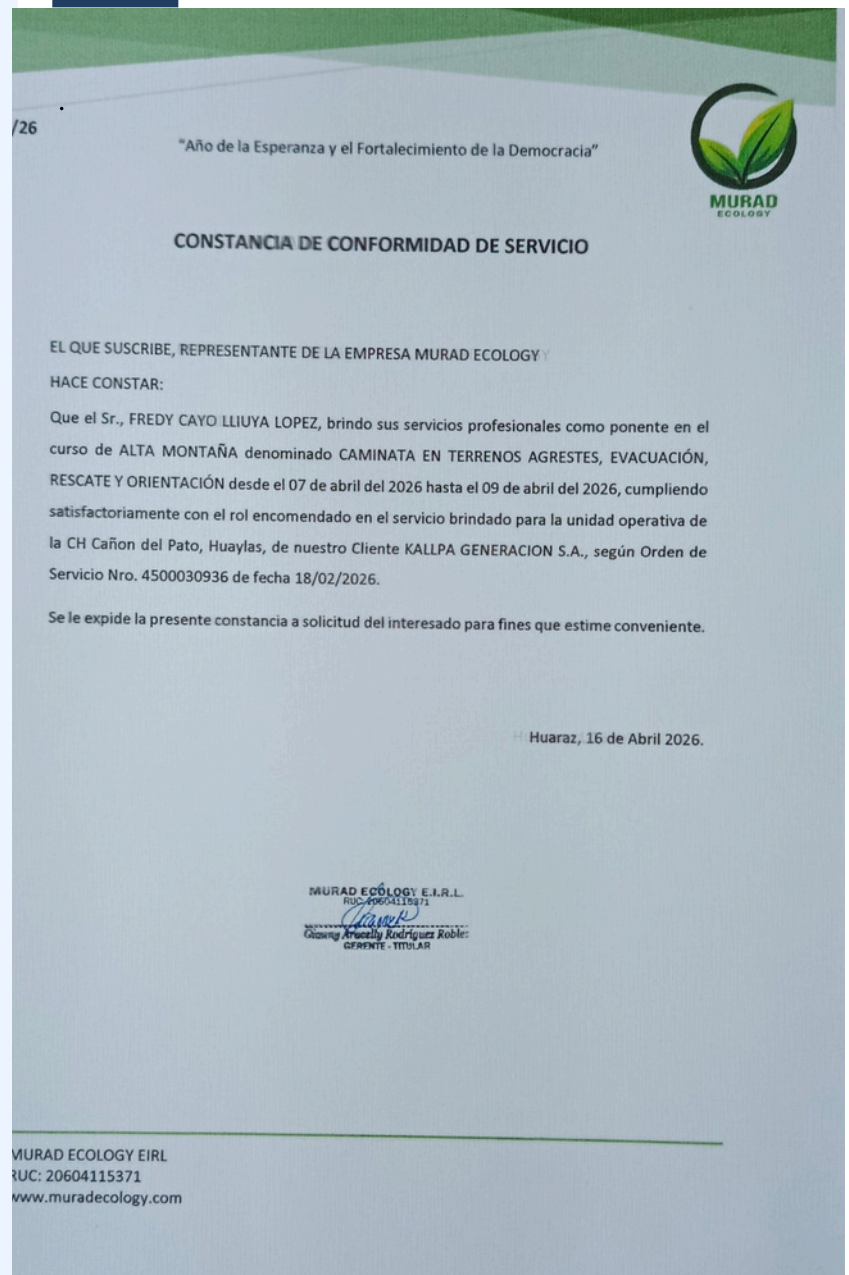 /26
"Año de la Esperanza y el Fortalecimiento de la Democracia"
MURAD
ECOLOGY
CONSTANCIA DE CONFORMIDAD DE SERVICIO
EL QUE SUSCRIBE, REPRESENTANTE DE LA EMPRESA MURAD ECOLOGY
HACE CONSTAR:
Que el Sr., FREDY CAYO LLIUYA LOPEZ, brindo sus servicios profesionales como ponente en el
curso de ALTA MONTAÑA denominado CAMINATA EN TERRENOS AGRESTES, EVACUACIÓN,
RESCATE Y ORIENTACIÓN desde el 07 de abril del 2026 hasta el 09 de abril del 2026, cumpliendo
satisfactoriamente con el rol encomendado en el servicio brindado para la unidad operativa de
la CH Cañon del Pato, Huaylas, de nuestro Cliente KALLPA GENERACION S.A., según Orden de
Servicio Nro. 4500030936 de fecha 18/02/2026.
Se le expide la presente constancia a solicitud del interesado para fines que estime conveniente.
Huaraz, 16 de Abril 2026.
MURAD ECOLOGY E.I.R.L.
RUC 20604115371
Aracelly Rodríguez Robles
GERENTE - TITULAR
MURAD ECOLOGY EIRL
RUC: 20604115371
www.muradecology.com